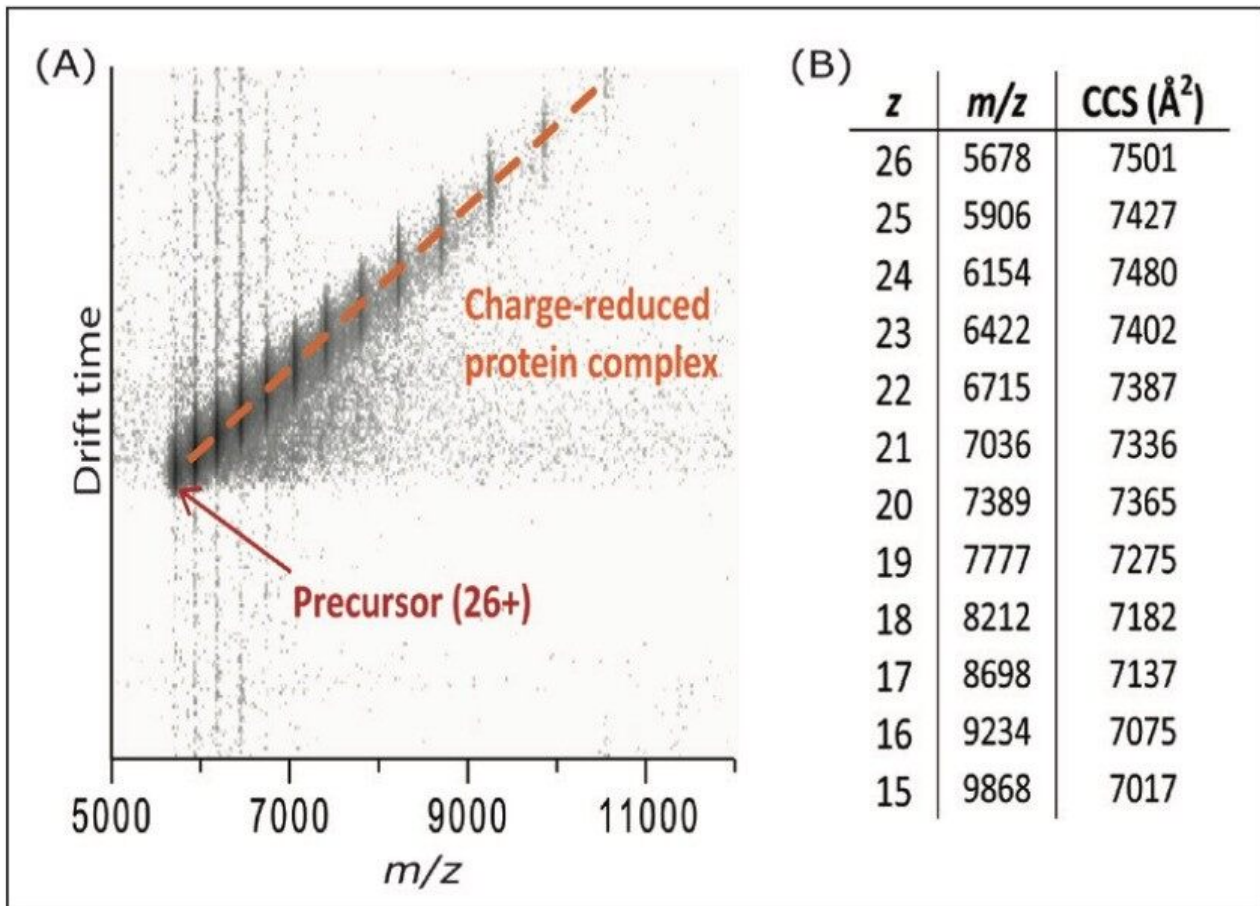 (A)
Drift time
Charge-reduced
protein complex
Precursor (26+)
5000 7000 9000 11000
m/z
(B)
z m/z CCS (Å²)
26 5678 7501
25 5906 7427
24 6154 7480
23 6422 7402
22 6715 7387
21 7036 7336
20 7389 7365
19 7777 7275
18 8212 7182
17 8698 7137
16 9234 7075
15 9868 7017